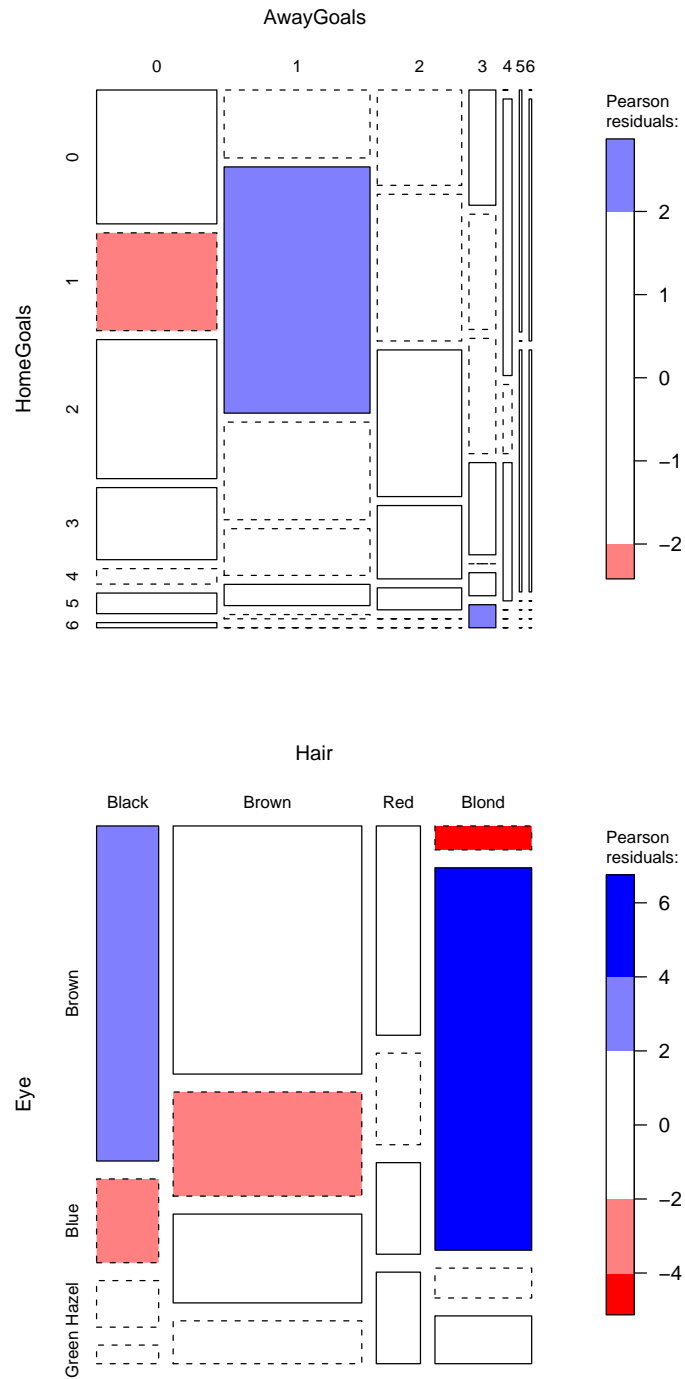 AwayGoals
0 1 2 3 4 5 6
HomeGoals
0
1
2
3
4
5
6
Pearson
residuals:
2
1
0
−1
−2
Hair
Black Brown Red Blond
Eye
Brown
Blue
Hazel
Green
Pearson
residuals:
6
4
2
0
−2
−4